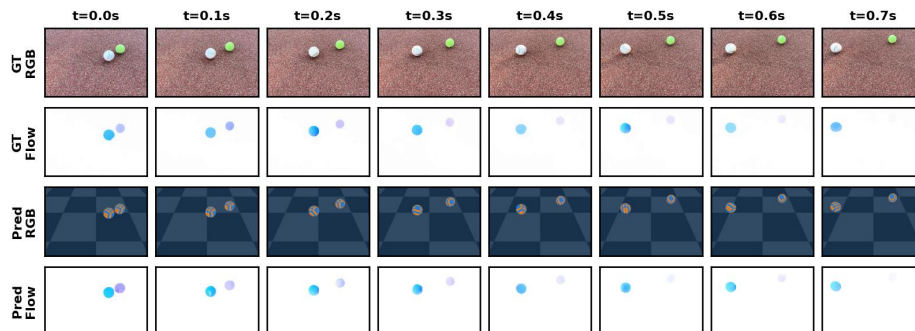 t=0.0s t=0.1s t=0.2s t=0.3s t=0.4s t=0.5s t=0.6s t=0.7s
GT
RGB
GT
Flow
Pred
RGB
Pred
Flow